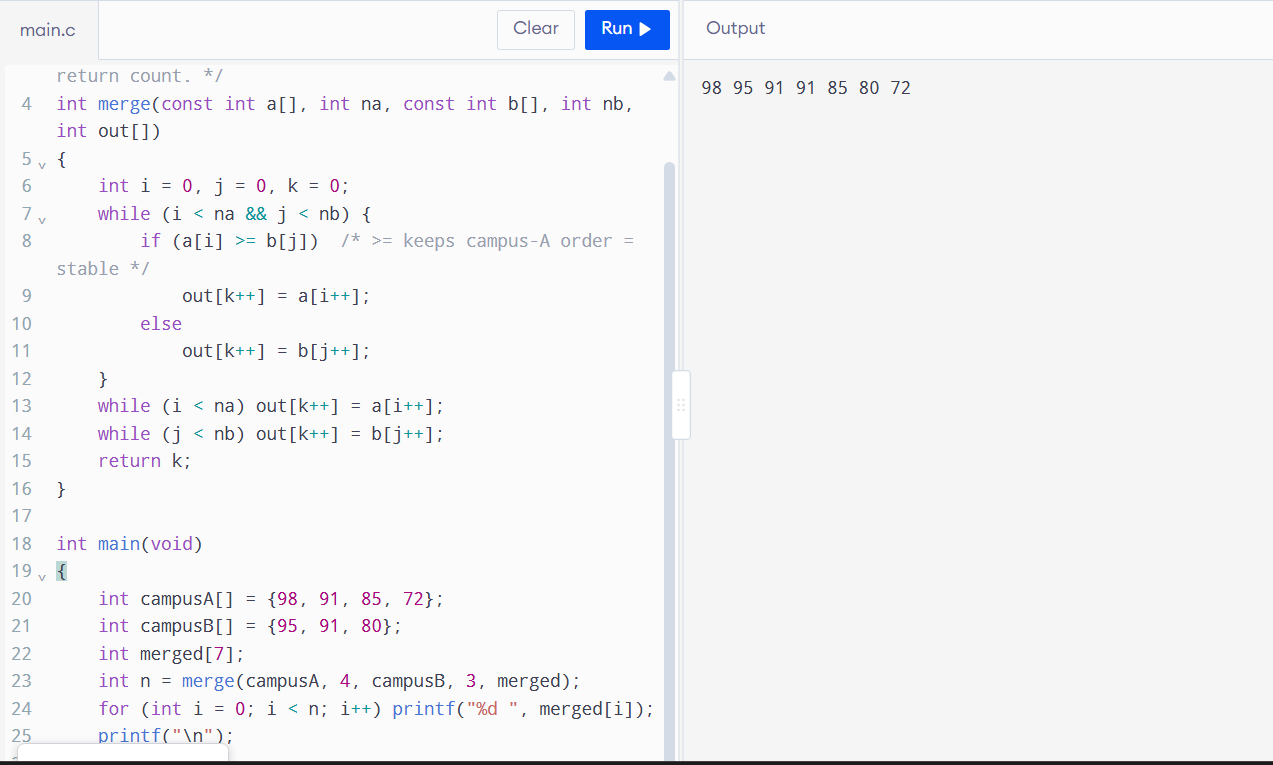 main.c
Clear
Run
Output
return count. */
4 int merge(const int a[], int na, const int b[], int nb,
int out[])
5 {
6 int i = 0, j = 0, k = 0;
7 while (i < na && j < nb) {
8 if (a[i] >= b[j]) /* >= keeps campus-A order =
stable */
9 out[k++] = a[i++];
10 else
11 out[k++] = b[j++];
12 }
13 while (i < na) out[k++] = a[i++];
14 while (j < nb) out[k++] = b[j++];
15 return k;
16 }
17
18 int main(void)
19 {
20 int campusA[] = {98, 91, 85, 72};
21 int campusB[] = {95, 91, 80};
22 int merged[7];
23 int n = merge(campusA, 4, campusB, 3, merged);
24 for (int i = 0; i < n; i++) printf("%d ", merged[i]);
25 printf("\n");
98 95 91 91 85 80 72